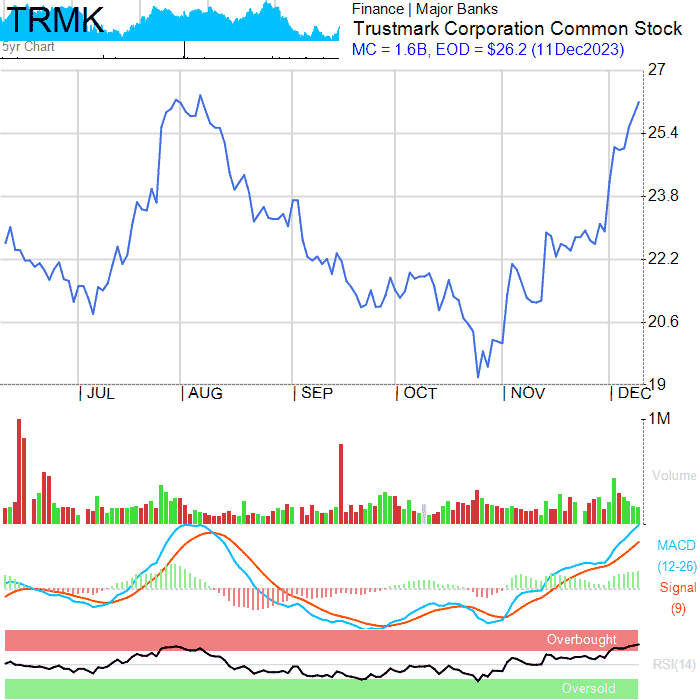 TRMK
5yr Chart
Finance | Major Banks
Trustmark Corporation Common Stock
MC = 1.6B, EOD = $26.2 (11Dec2023)
27
25.4
23.8
22.2
20.6
19
JUL AUG SEP OCT NOV DEC
1M
Volume
MACD
(12-26)
Signal
(9)
Overbought
RSI(14)
Oversold